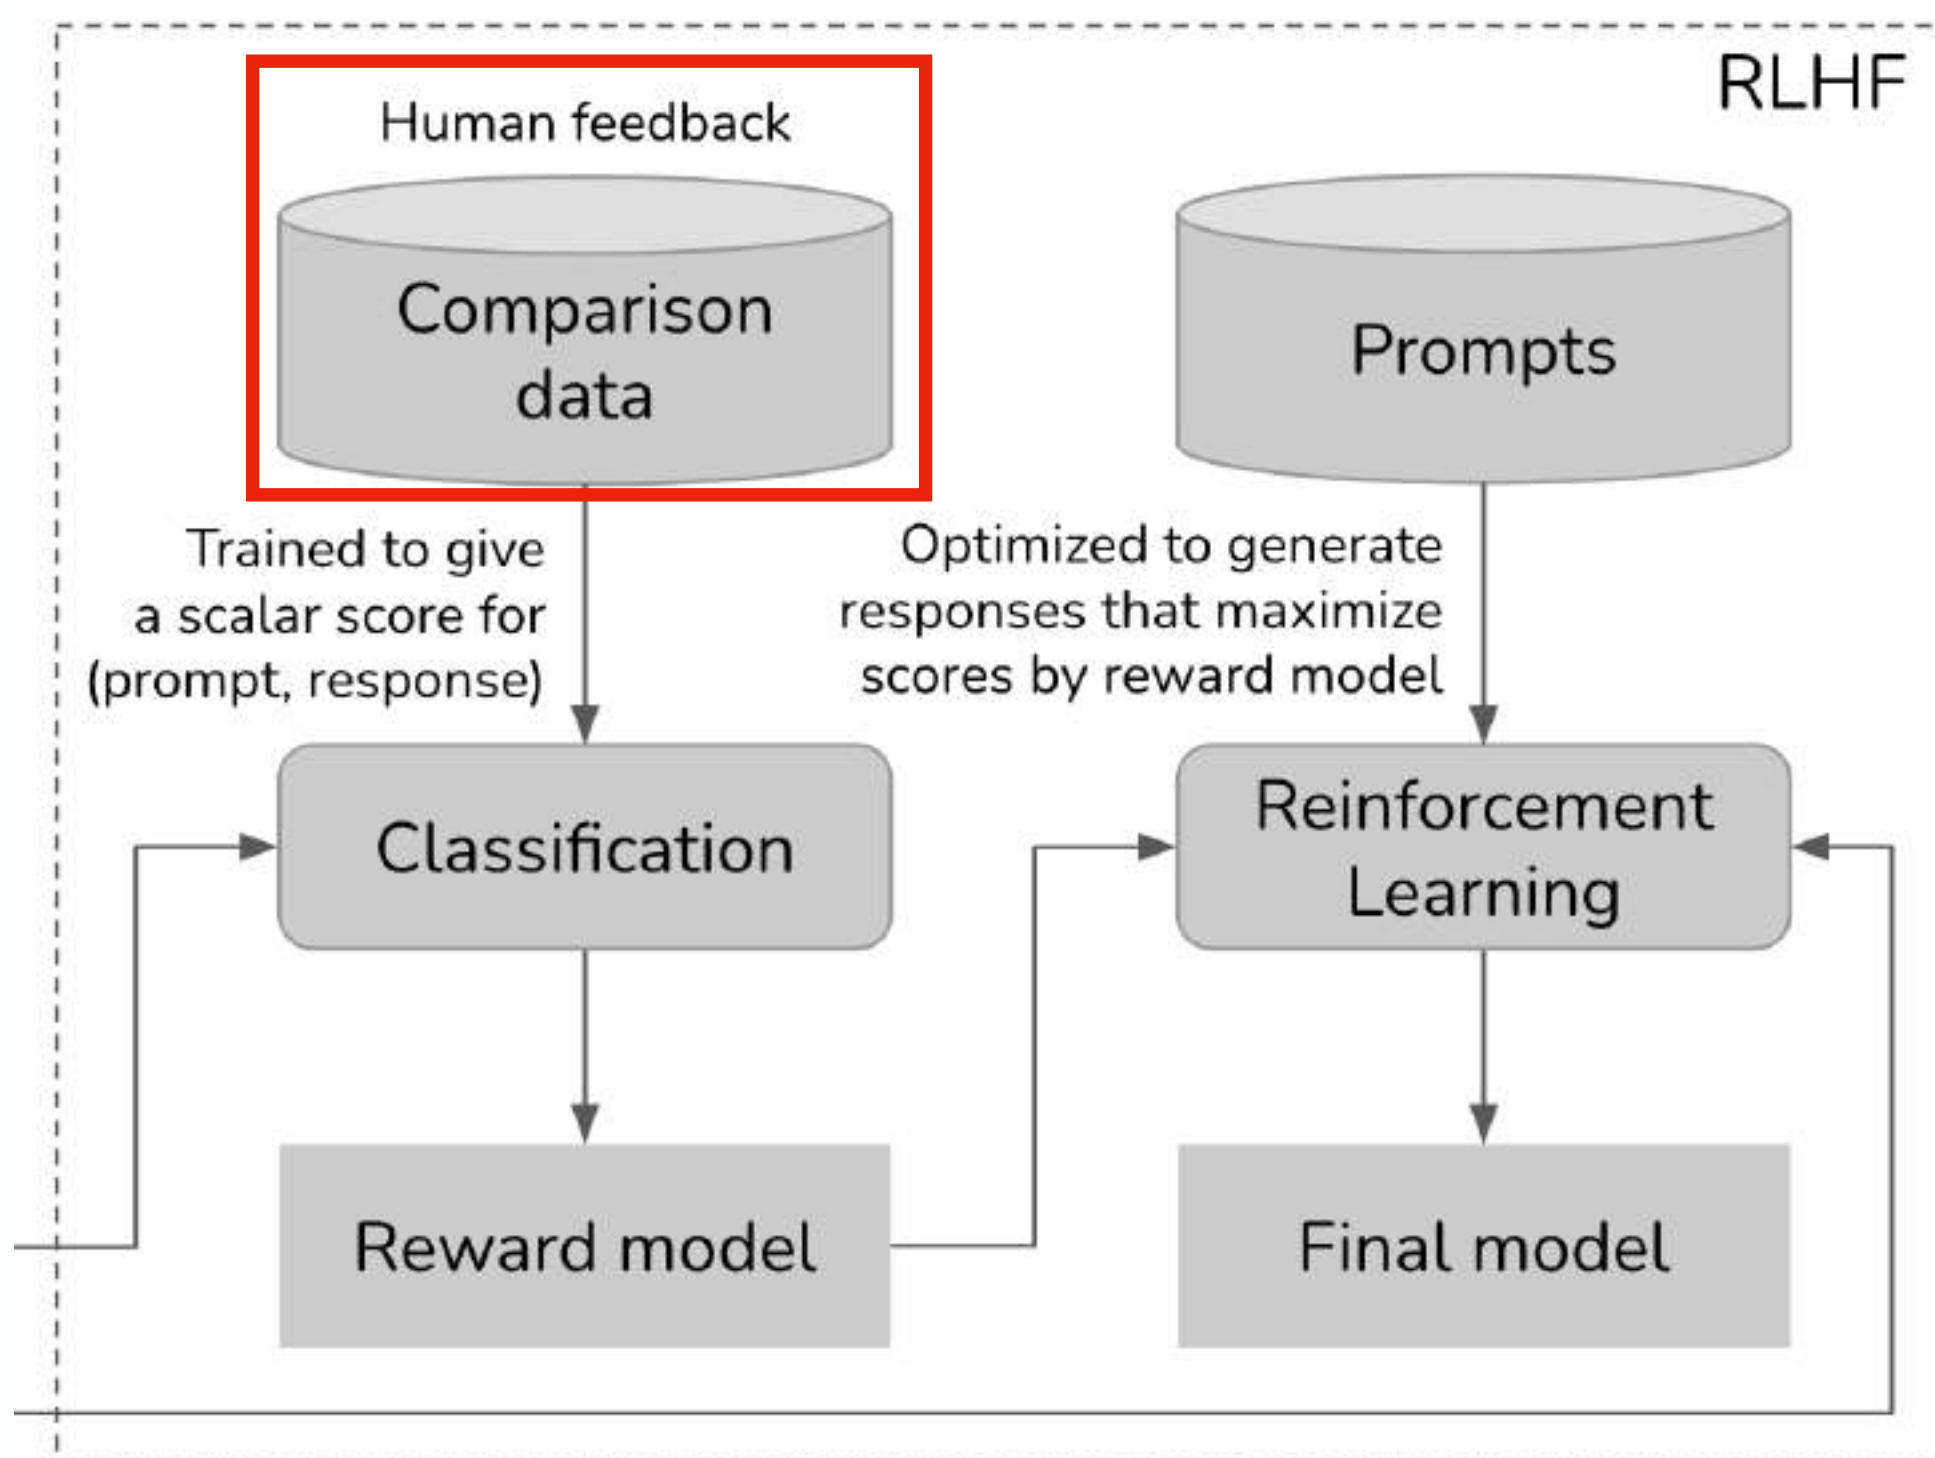 RLHF
Human feedback
Comparison
data
Trained to give
a scalar score for
(prompt, response)
Classification
Reward model
Prompts
Optimized to generate
responses that maximize
scores by reward model
Reinforcement
Learning
Final model